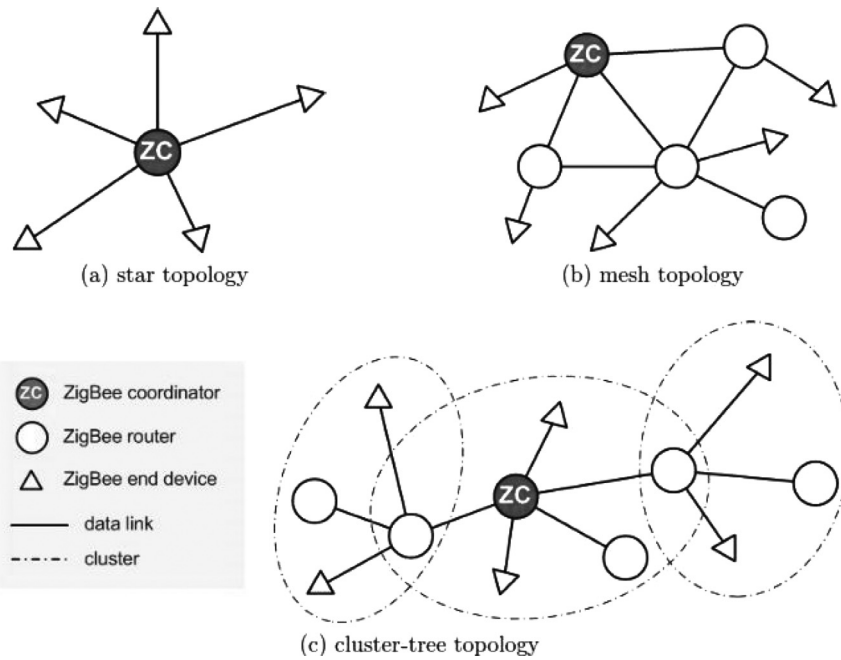 ZC
ZC
(a) star topology
(b) mesh topology
ZC ZigBee coordinator
ZigBee router
ZigBee end device
data link
cluster
ZC
(c) cluster-tree topology